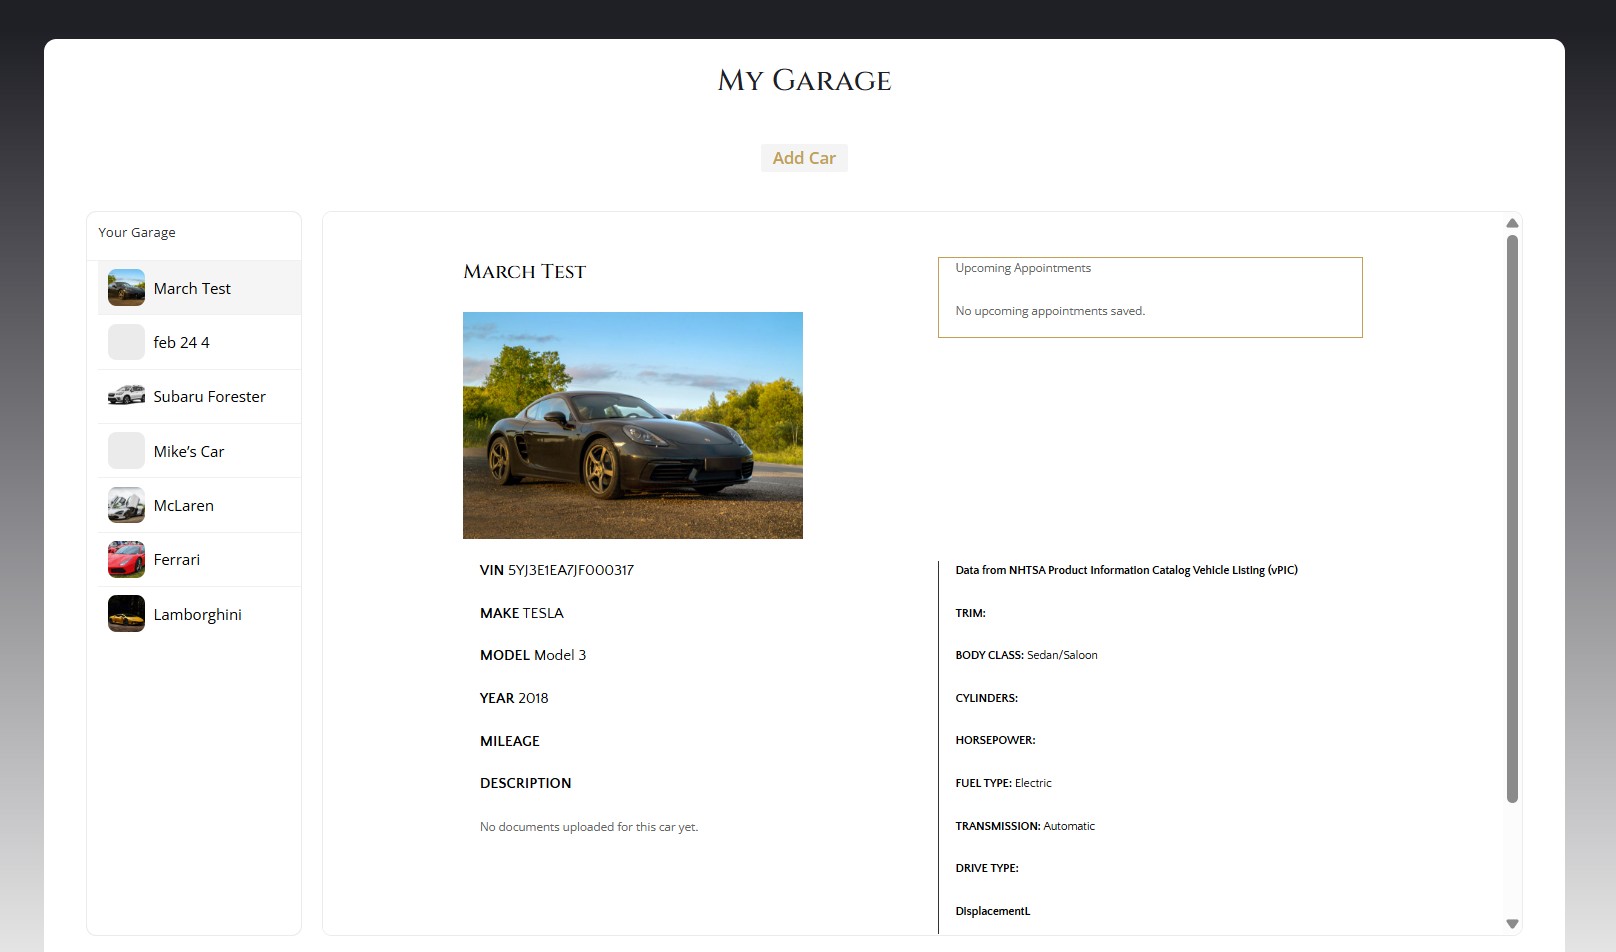 My Garage
Add Car
Your Garage
March Test
feb 24 4
Subaru Forester
Mike’s Car
McLaren
Ferrari
Lamborghini
March Test
Upcoming Appointments
No upcoming appointments saved.
VIN 5YJ3E1EA7JF000317
MAKE TESLA
MODEL Model 3
YEAR 2018
MILEAGE
DESCRIPTION
No documents uploaded for this car yet.
Data from NHTSA Product Information Catalog Vehicle Listing (vPIC)
TRIM:
BODY CLASS: Sedan/Saloon
CYLINDERS:
HORSEPOWER:
FUEL TYPE: Electric
TRANSMISSION: Automatic
DRIVE TYPE:
DisplacementL